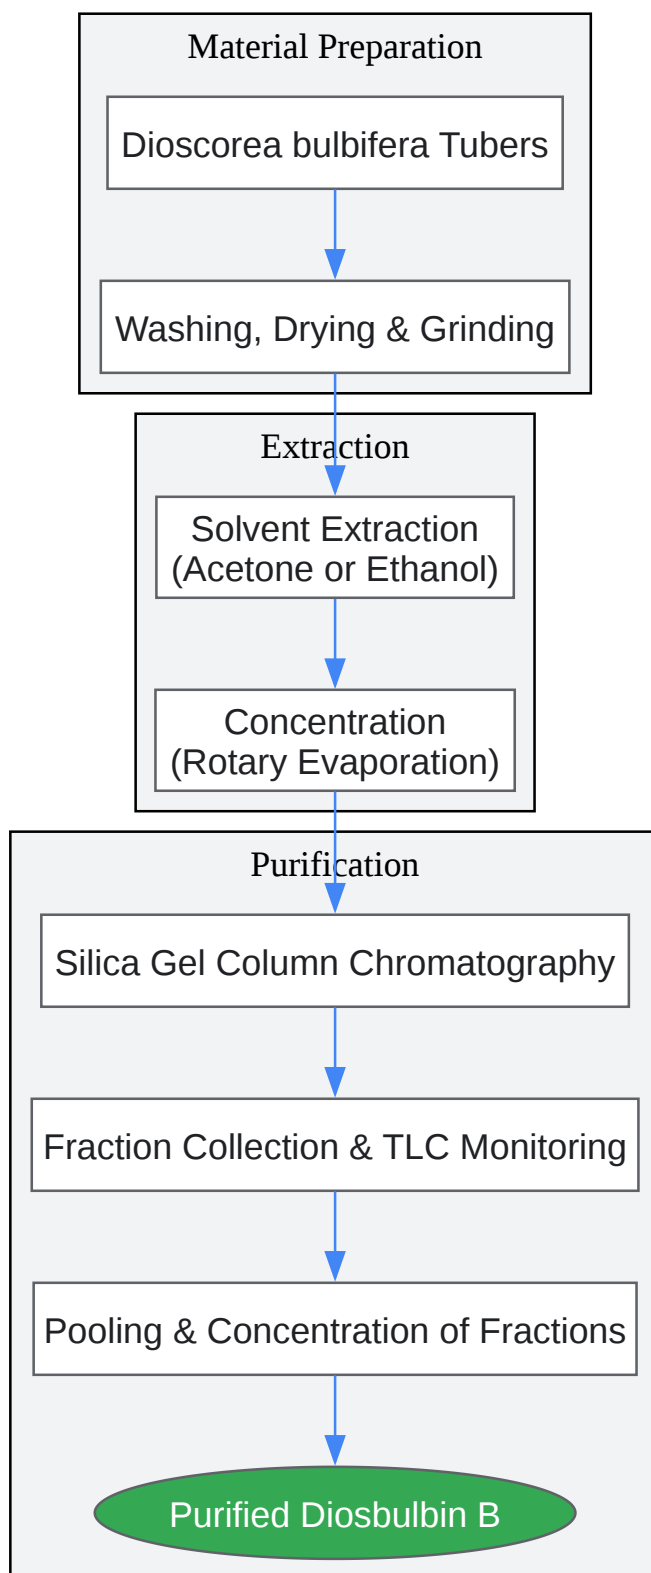 Material Preparation
Dioscorea bulbifera Tubers
Washing, Drying & Grinding
Extraction
Solvent Extraction
(Acetone or Ethanol)
Concentration
(Rotary Evaporation)
Purification
Silica Gel Column Chromatography
Fraction Collection & TLC Monitoring
Pooling & Concentration of Fractions
Purified Diosbulbin B